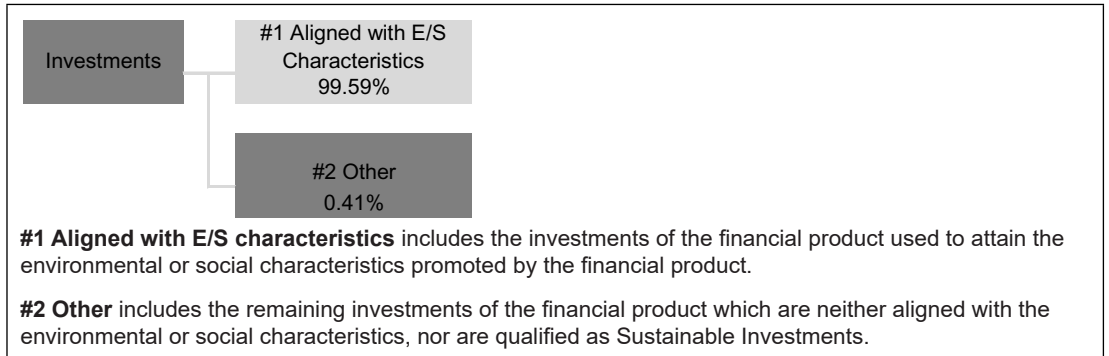 Investments
#1 Aligned with E/S
Characteristics
99.59%
#2 Other
0.41%
#1 Aligned with E/S characteristics includes the investments of the financial product used to attain the
environmental or social characteristics promoted by the financial product.
#2 Other includes the remaining investments of the financial product which are neither aligned with the
environmental or social characteristics, nor are qualified as Sustainable Investments.